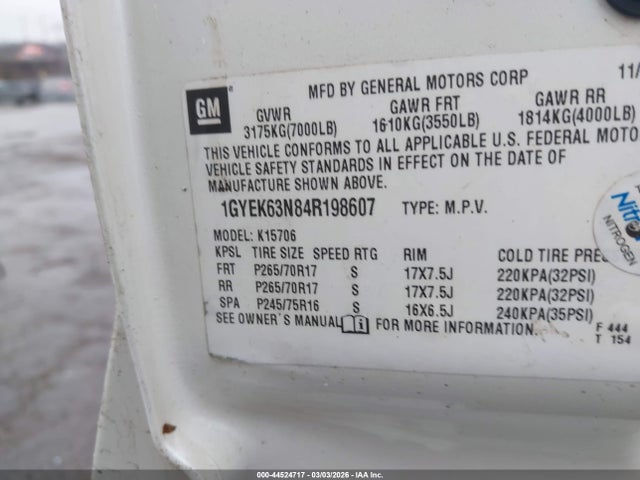 MFD BY GENERAL MOTORS CORP 11/
GM
GVWR GAWR FRT GAWR RR
3175KG(7000LB) 1610KG(3550LB) 1814KG(4000LB)
THIS VEHICLE CONFORMS TO ALL APPLICABLE U.S. FEDERAL MOTO
VEHICLE SAFETY STANDARDS IN EFFECT ON THE DATE OF
MANUFACTURE SHOWN ABOVE.
1GYEK63N84R198607 TYPE: M.P.V.
MODEL: K15706
KPSL TIRE SIZE SPEED RTG RIM COLD TIRE PRE
FRT P265/70R17 S 17X7.5J 220KPA(32PSI)
RR P265/70R17 S 17X7.5J 220KPA(32PSI)
SPA P245/75R16 S 16X6.5J 240KPA(35PSI)
SEE OWNER'S MANUAL FOR MORE INFORMATION.
F 444
T 154
Nitro
NITROGEN
000-44524717 - 03/03/2026 - IAA Inc.